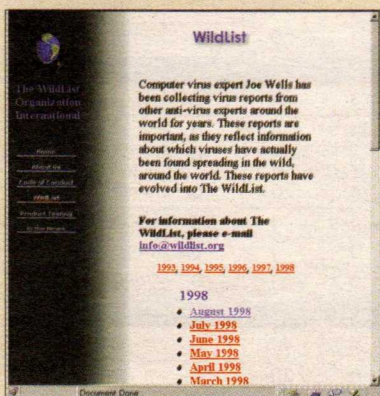 WildList
The WildList
Organization
International
Home
About Us
Code of Conduct
WildList
Product Testing
In the News
Computer virus expert Joe Wells has
been collecting virus reports from
other anti-virus experts around the
world for years. These reports are
important, as they reflect information
about which viruses have actually
been found spreading in the wild,
around the world. These reports have
evolved into The WildList.
For information about The
WildList, please e-mail
info@wildlist.org
1993, 1994, 1995, 1996, 1997, 1998
1998
August 1998
July 1998
June 1998
May 1998
April 1998
March 1998
Document Done